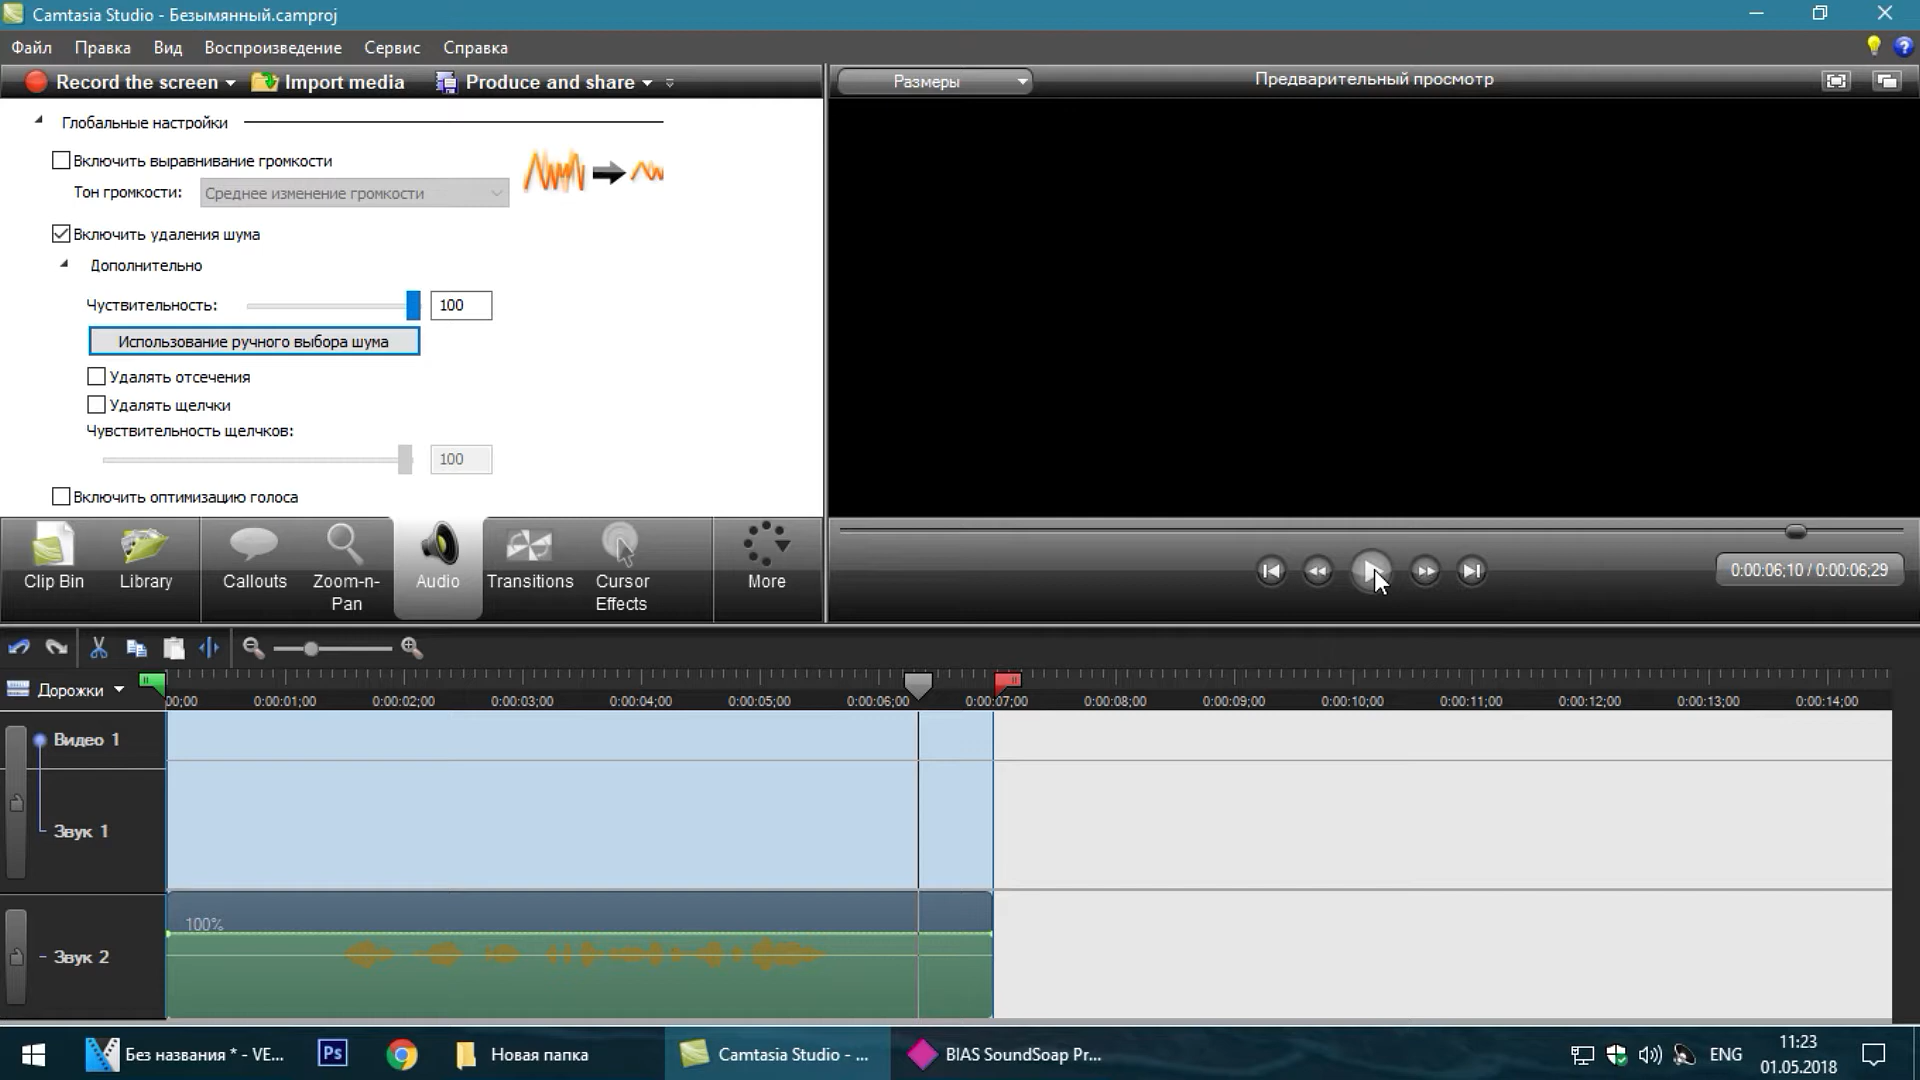 Camtasia Studio - Безымянный.camproj
Файл Правка Вид Воспроизведение Сервис Справка
Record the screen Import media Produce and share
Размеры
Предварительный просмотр
Глобальные настройки
Включить выравнивание громкости
Тон громкости: Среднее изменение громкости
Включить удаления шума
Дополнительно
Чуствительность: 100
Использование ручного выбора шума
Удалять отсечения
Удалять щелчки
Чувствительность щелчков:
100
Включить оптимизацию голоса
Clip Bin Library Callouts Zoom-n-Pan Audio Transitions Cursor Effects More
0:00:06;10 / 0:00:06;29
Дорожки
00;00 0:00:01;00 0:00:02;00 0:00:03;00 0:00:04;00 0:00:05;00 0:00:06;00 0:00:07;00 0:00:08;00 0:00:09;00 0:00:10;00 0:00:11;00 0:00:12;00 0:00:13;00 0:00:14;00
Видео 1
Звук 1
100%
Звук 2
Без названия * - VE... Ps Новая папка Camtasia Studio - ... BIAS SoundSoap Pr... ENG
11:23
01.05.2018